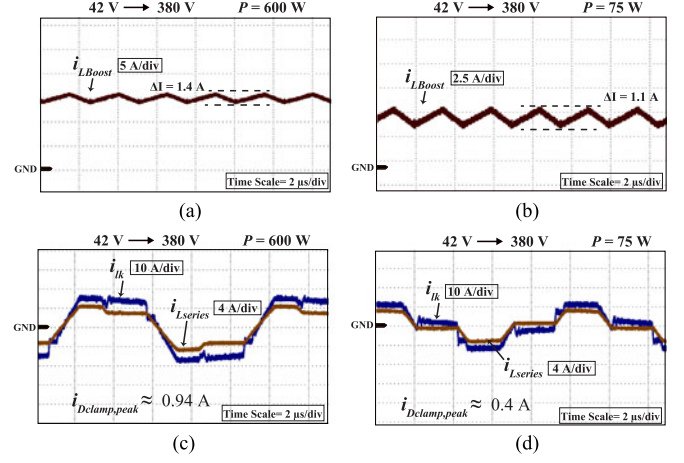 42 V → 380 V P = 600 W
iLBoost 5 A/div
ΔI = 1.4 A
GND
Time Scale= 2 µs/div
(a)
42 V → 380 V P = 75 W
iLBoost 2.5 A/div
ΔI = 1.1 A
GND
Time Scale= 2 µs/div
(b)
42 V → 380 V P = 600 W
ilk 10 A/div
iLseries 4 A/div
GND
iDclamp,peak ≈ 0.94 A
Time Scale= 2 µs/div
(c)
42 V → 380 V P = 75 W
ilk
10 A/div
GND
iLseries 4 A/div
iDclamp,peak ≈ 0.4 A
Time Scale= 2 µs/div
(d)